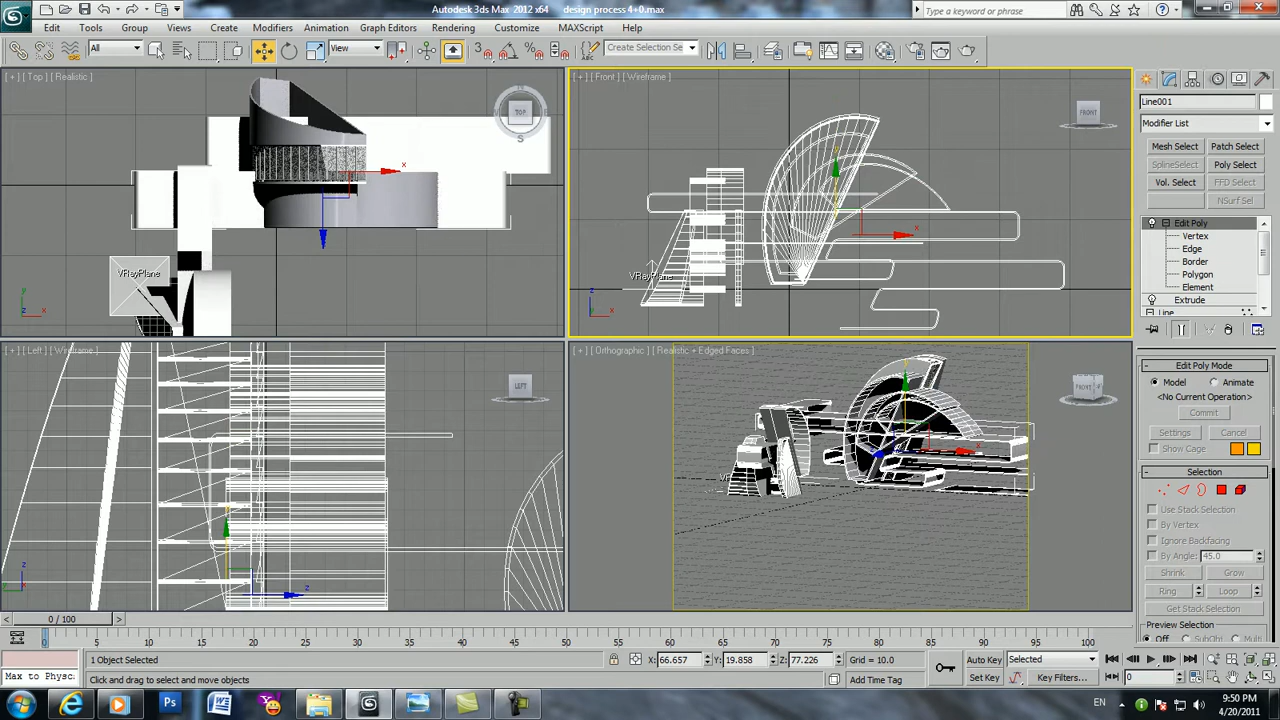 Autodesk 3ds Max 2012 x64 design process 4+0.max
Type a keyword or phrase
Edit Tools Group Views Create Modifiers Animation Graph Editors Rendering Customize MAXScript Help
All View Create Selection Se
[ + ] [ Top ] [ Realistic ]
TOP
S
x
VRayPlane
[ + ] [ Front ] [ Wireframe ]
FRONT
x
VRayPlane
z
x
[ + ] [ Left ] [ Wireframe ]
LEFT
z
[ + ] [ Orthographic ] [ Realistic + Edged Faces ]
FRONT
x
Line001
Modifier List
Mesh Select Patch Select
SplineSelect Poly Select
Vol. Select FFD Select
NSurf Sel
Edit Poly
Vertex
Edge
Border
Polygon
Element
Extrude
Line
Edit Poly Mode
Model Animate
<No Current Operation>
Commit
Settings Cancel
Show Cage
Selection
Use Stack Selection
By Vertex
Ignore Backfacing
By Angle: 45.0
Shrink Grow
Ring Loop
Get Stack Selection
Preview Selection
Off SubObj Multi
0 / 100
0 5 10 15 20 25 30 35 40 45 50 55 60 65 70 75 80 85 90 95 100
1 Object Selected X: 66.657 Y: 19.858 Z: 77.226 Grid = 10.0 Auto Key Selected
Max to Physc: Click and drag to select and move objects Add Time Tag Set Key Key Filters... 0
EN 9:50 PM
4/20/2011